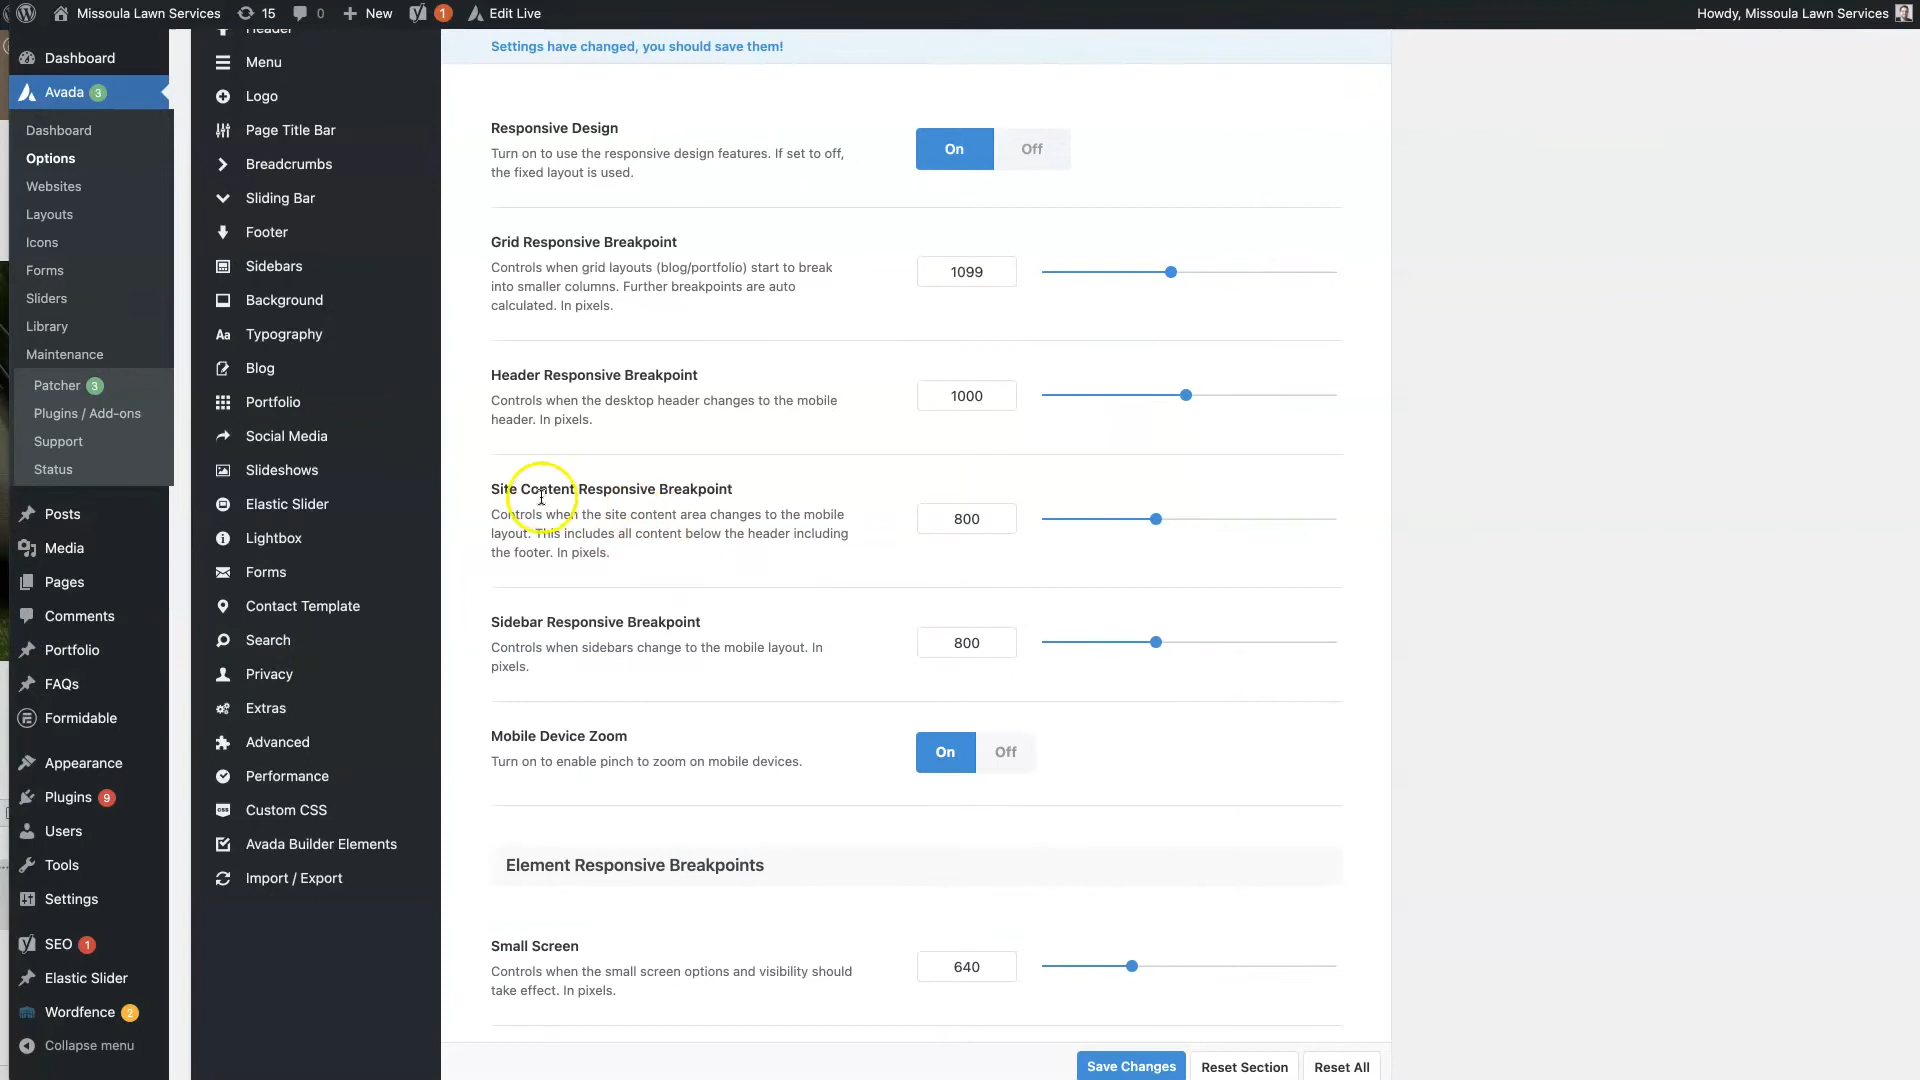 Missoula Lawn Services 15 0 New 1 Edit Live Howdy, Missoula Lawn Services
Dashboard
Avada 3
Dashboard
Options
Websites
Layouts
Icons
Forms
Sliders
Library
Maintenance
Patcher 3
Plugins / Add-ons
Support
Status
Posts
Media
Pages
Comments
Portfolio
FAQs
Formidable
Appearance
Plugins 9
Users
Tools
Settings
SEO 1
Elastic Slider
Wordfence 2
Collapse menu
Header
Menu
Logo
Page Title Bar
Breadcrumbs
Sliding Bar
Footer
Sidebars
Background
Aa Typography
Blog
Portfolio
Social Media
Slideshows
Elastic Slider
Lightbox
Forms
Contact Template
Search
Privacy
Extras
Advanced
Performance
CSS Custom CSS
Avada Builder Elements
Import / Export
Settings have changed, you should save them!
Responsive Design
Turn on to use the responsive design features. If set to off,
the fixed layout is used.
On Off
Grid Responsive Breakpoint
Controls when grid layouts (blog/portfolio) start to break
into smaller columns. Further breakpoints are auto
calculated. In pixels.
1099
Header Responsive Breakpoint
Controls when the desktop header changes to the mobile
header. In pixels.
1000
Site Content Responsive Breakpoint
Controls when the site content area changes to the mobile
layout. This includes all content below the header including
the footer. In pixels.
800
Sidebar Responsive Breakpoint
Controls when sidebars change to the mobile layout. In
pixels.
800
Mobile Device Zoom
Turn on to enable pinch to zoom on mobile devices.
On Off
Element Responsive Breakpoints
Small Screen
Controls when the small screen options and visibility should
take effect. In pixels.
640
Save Changes Reset Section Reset All